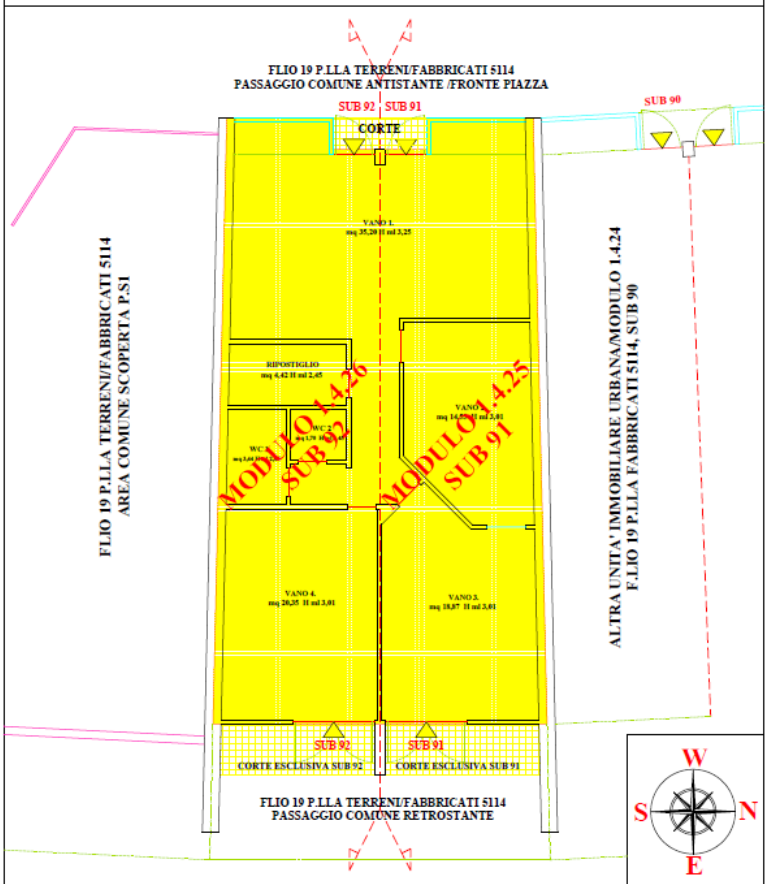 FLIO 19 P.LLA TERRENI/FABBRICATI 5114
PASSAGGIO COMUNE ANTISTANTE /FRONTE PIAZZA
SUB 92
SUB 91
SUB 90
CORTE
VANO 1.
mq 35,20 H ml 3,25
FLIO 19 P.LLA TERRENI/FABBRICATI 5114
AREA COMUNE SCOPERTA P.S1
ALTRA UNITA' IMMOBILIARE URBANA/MODULO 1.4.24
F.LIO 19 P.LLA FABBRICATI 5114, SUB 90
RIPOSTIGLIO
mq 4,42 H ml 2,45
MODULO 1.4.26
SUB 92
MODULO 1.4.25
SUB 91
VANO
mq
3,01
WC 2
WC
VANO 4.
mq 20,35 H ml 3,01
VANO 3.
mq 18,87 H ml 3,01
SUB 92
SUB 91
CORTE ESCLUSIVA SUB 92
CORTE ESCLUSIVA SUB 91
FLIO 19 P.LLA TERRENI/FABBRICATI 5114
PASSAGGIO COMUNE RETROSTANTE
W
S
N
E